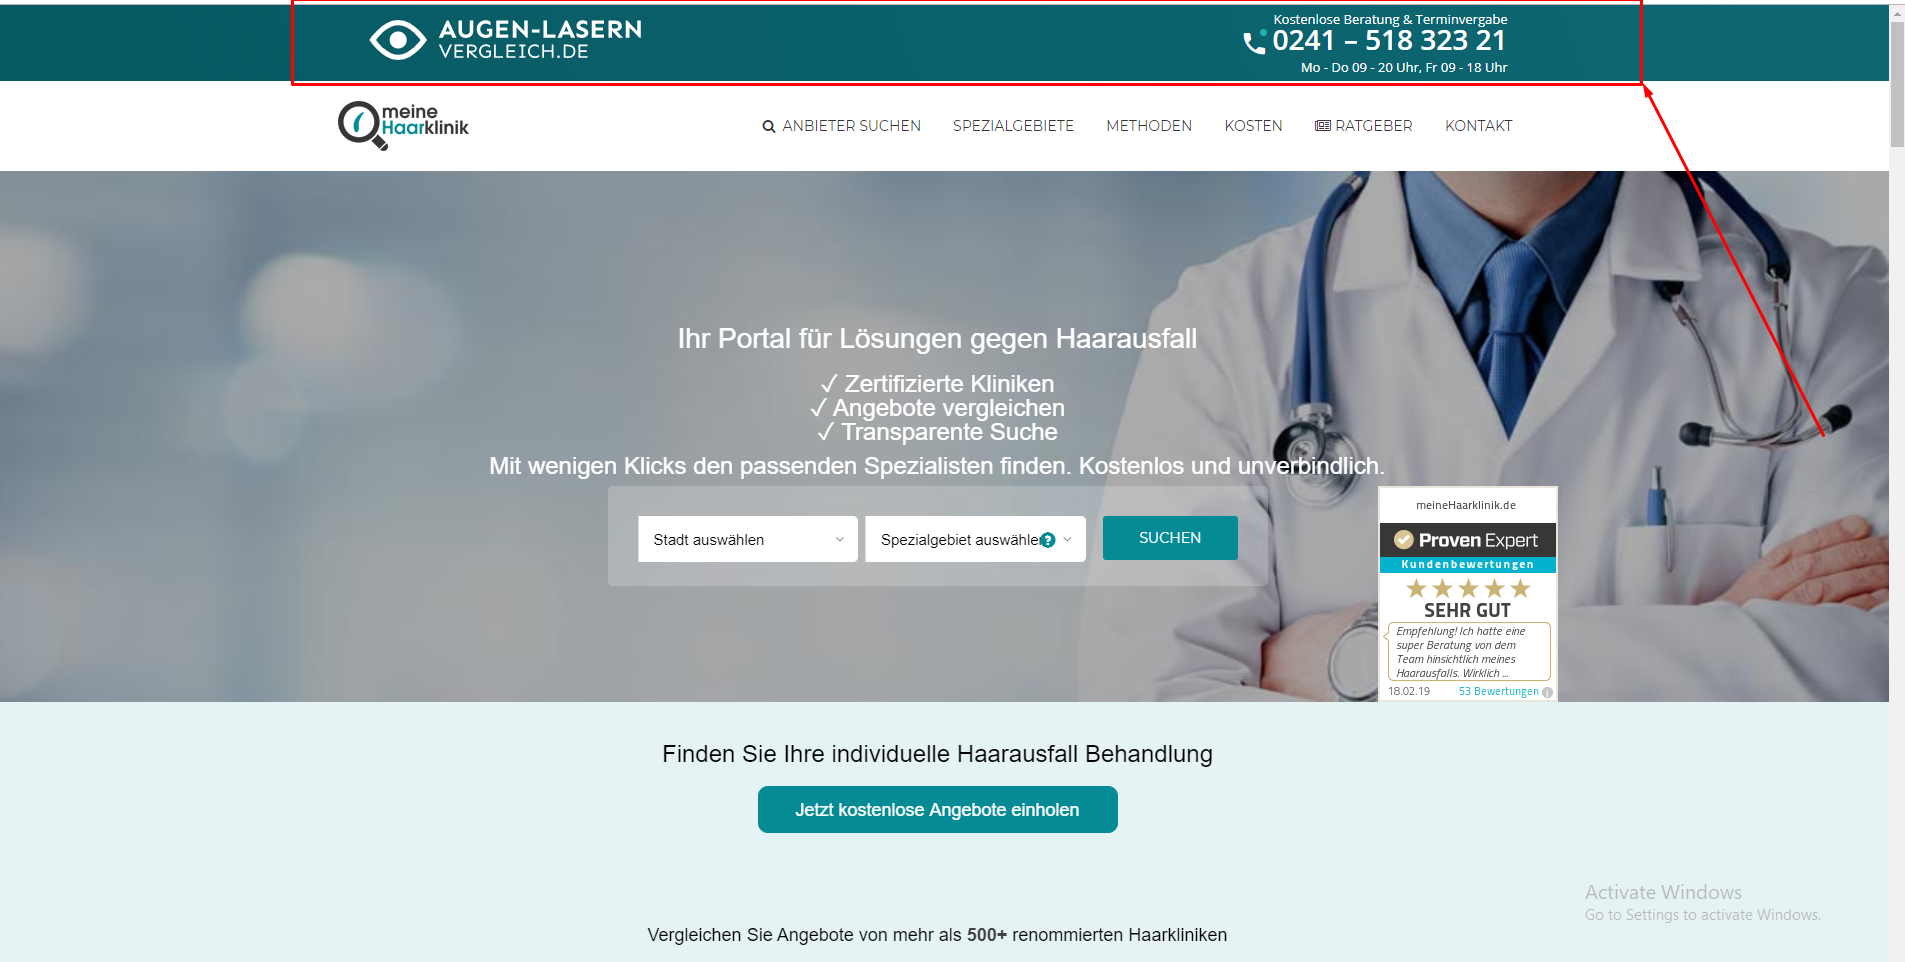 AUGEN-LASERN
VERGLEICH.DE
Kostenlose Beratung & Terminvergabe
0241 – 518 323 21
Mo - Do 09 - 20 Uhr, Fr 09 - 18 Uhr
meine
Haarklinik
ANBIETER SUCHEN SPEZIALGEBIETE METHODEN KOSTEN RATGEBER KONTAKT
Ihr Portal für Lösungen gegen Haarausfall
✓ Zertifizierte Kliniken
✓ Angebote vergleichen
✓ Transparente Suche
Mit wenigen Klicks den passenden Spezialisten finden. Kostenlos und unverbindlich.
Stadt auswählen
Spezialgebiet auswählen
?
SUCHEN
meineHaarklinik.de
Proven Expert
Kundenbewertungen
SEHR GUT
Empfehlung! Ich hatte eine
super Beratung von dem
Team hinsichtlich meines
Haarausfalls. Wirklich ...
18.02.19 53 Bewertungen i
Finden Sie Ihre individuelle Haarausfall Behandlung
Jetzt kostenlose Angebote einholen
Activate Windows
Go to Settings to activate Windows.
Vergleichen Sie Angebote von mehr als 500+ renommierten Haarkliniken